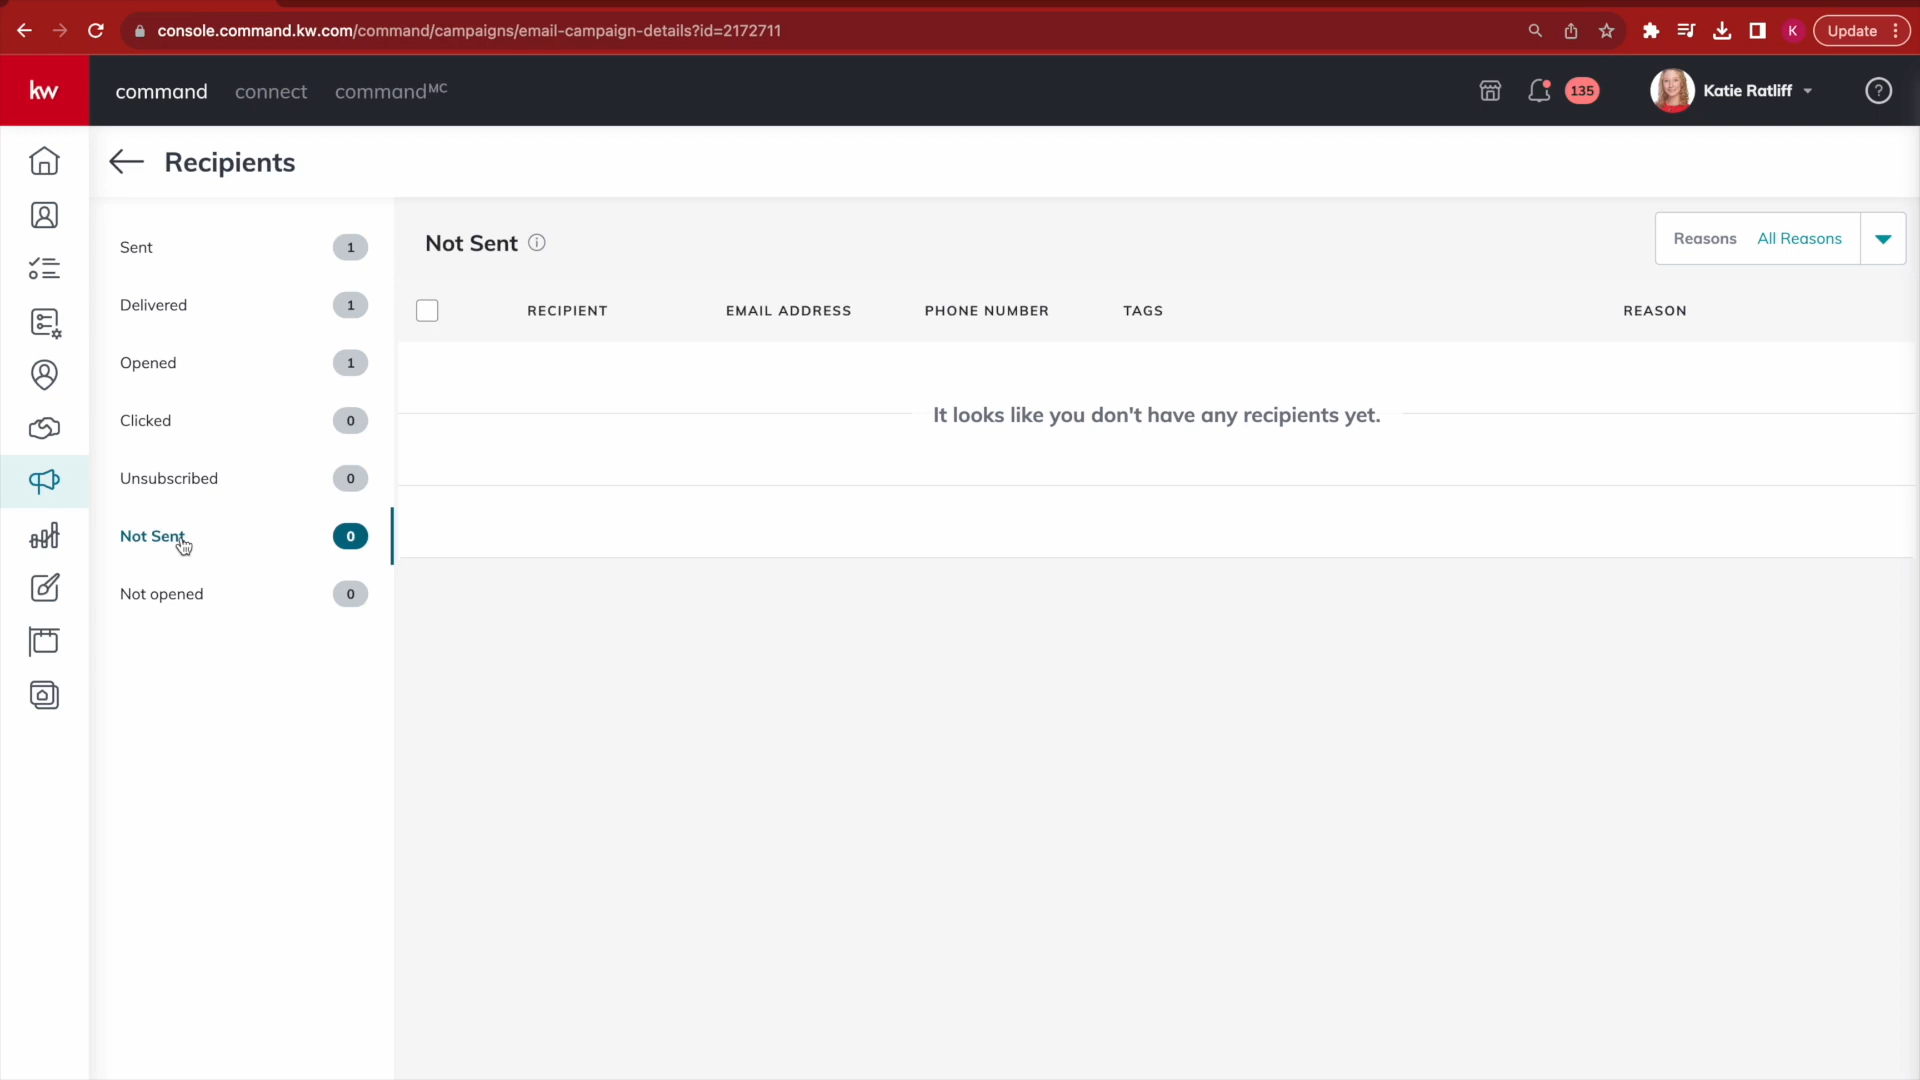 console.command.kw.com/command/campaigns/email-campaign-details?id=2172711
K
Update
kw
command
connect
commandMC
135
Katie Ratliff
?
Recipients
Sent 1
Delivered 1
Opened 1
Clicked 0
Unsubscribed 0
Not Sent 0
Not opened 0
Not Sent
Reasons All Reasons
RECIPIENT EMAIL ADDRESS PHONE NUMBER TAGS REASON
It looks like you don't have any recipients yet.